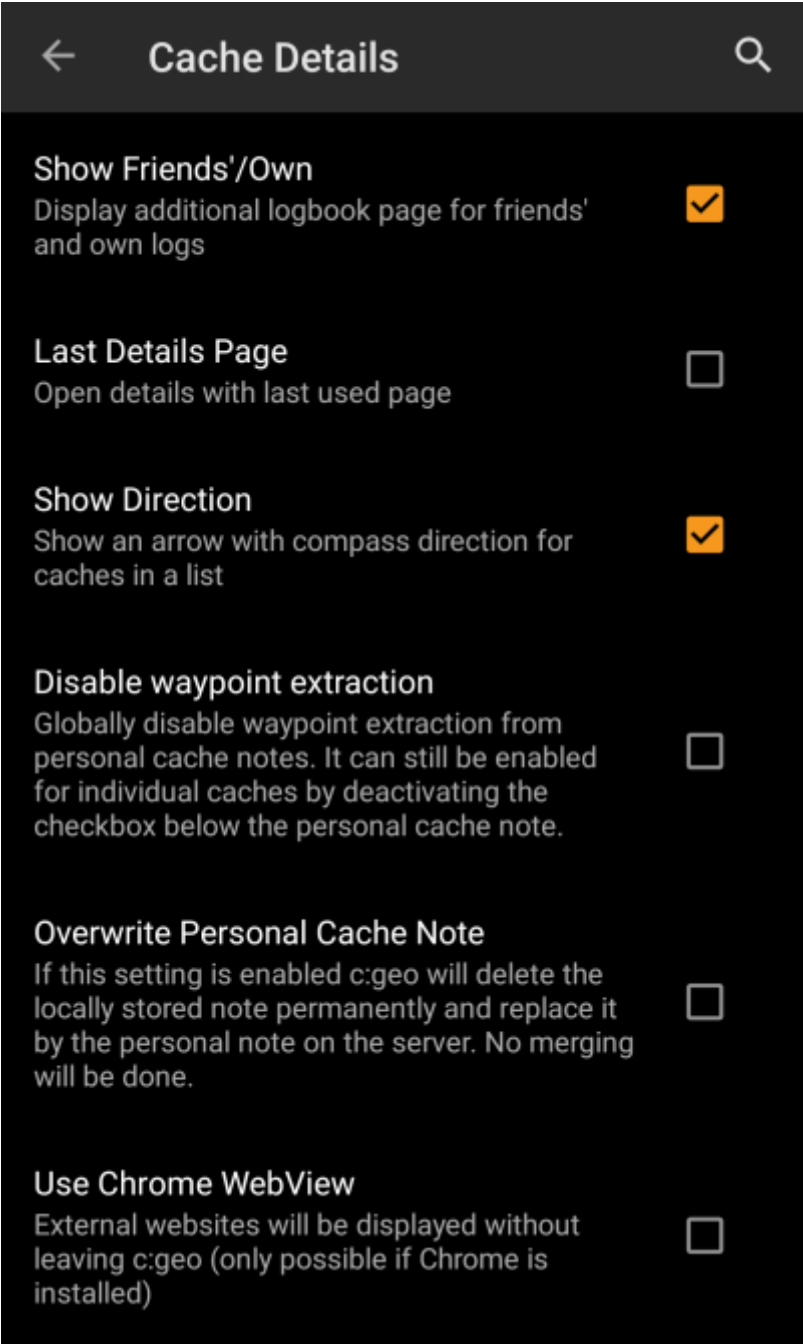 Cache Details
Show Friends'/Own
Display additional logbook page for friends'
and own logs
Last Details Page
Open details with last used page
Show Direction
Show an arrow with compass direction for
caches in a list
Disable waypoint extraction
Globally disable waypoint extraction from
personal cache notes. It can still be enabled
for individual caches by deactivating the
checkbox below the personal cache note.
Overwrite Personal Cache Note
If this setting is enabled c:geo will delete the
locally stored note permanently and replace it
by the personal note on the server. No merging
will be done.
Use Chrome WebView
External websites will be displayed without
leaving c:geo (only possible if Chrome is
installed)